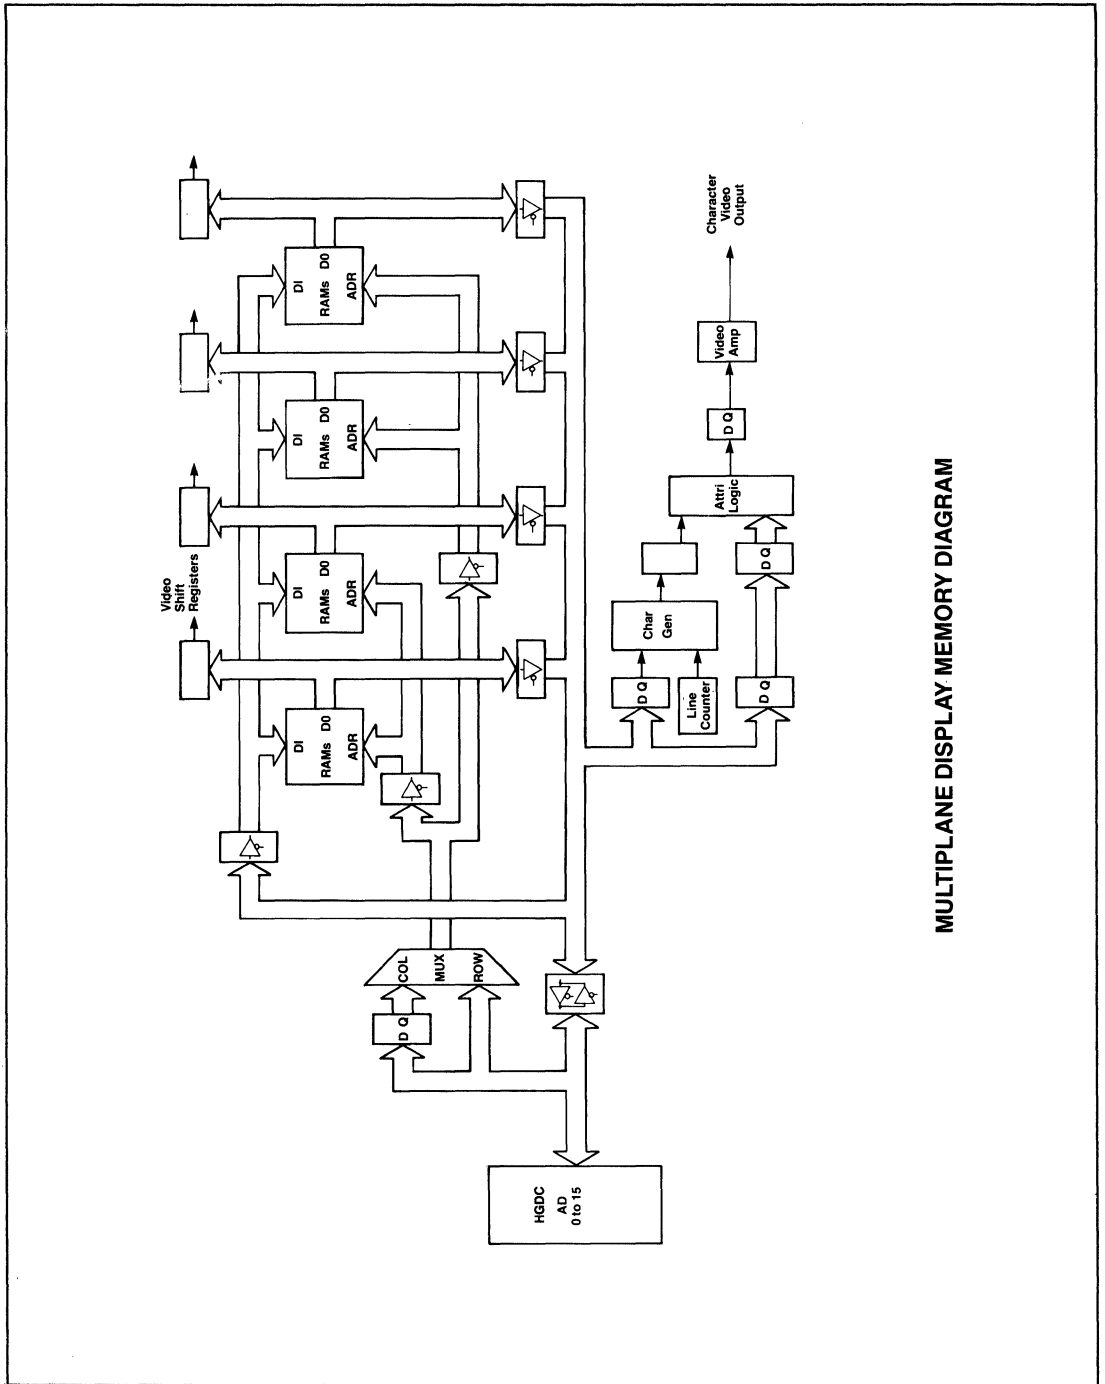 Video
Shift
Registers
DI
RAMs D0
ADR
DI
RAMs D0
ADR
DI
RAMs D0
ADR
DI
RAMs D0
ADR
D Q
COL
MUX
ROW
HGDC
AD
0 to 15
D Q
Line
Counter
Char
Gen
D Q
D Q
Attri
Logic
D Q
Video
Amp
Character
Video
Output
MULTIPLANE DISPLAY MEMORY DIAGRAM